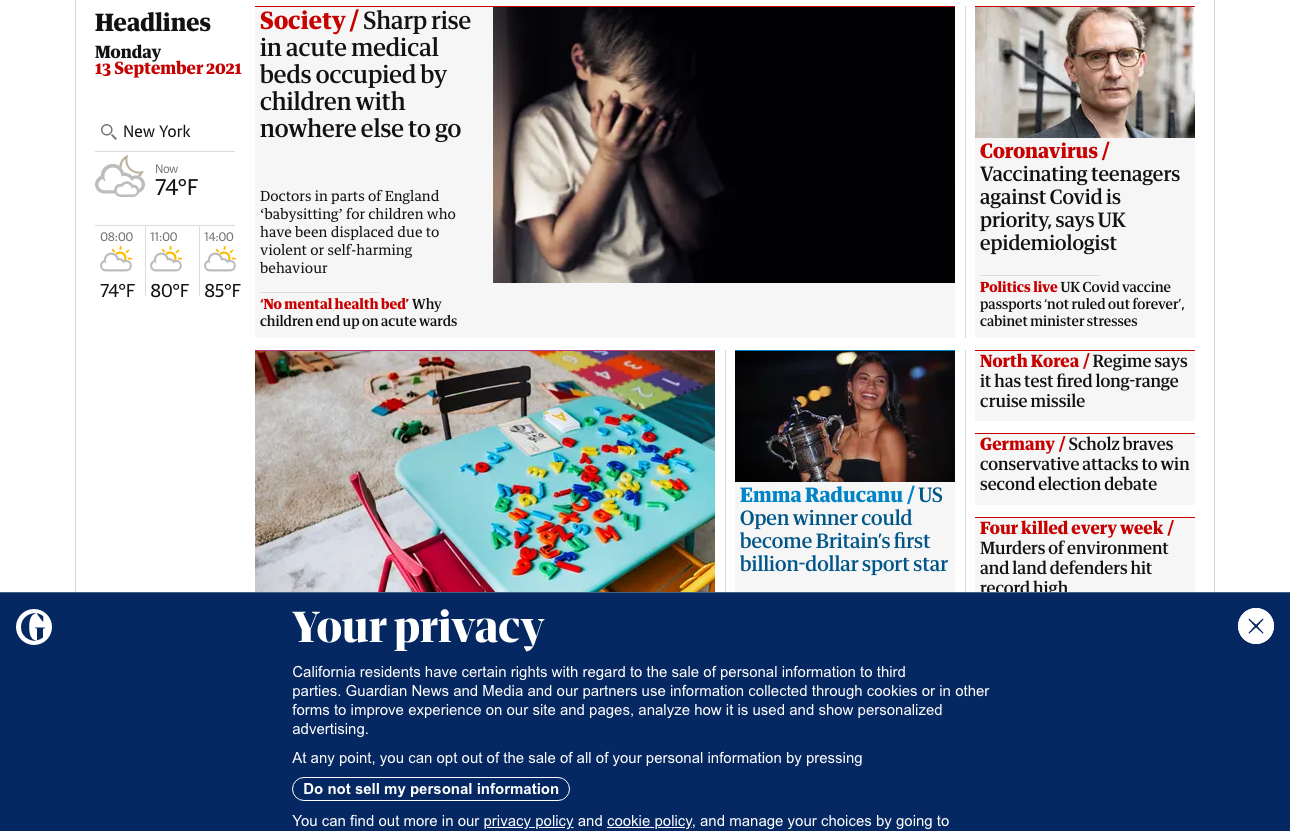 Headlines
Monday
13 September 2021
New York
Now
74°F
08:00
11:00
14:00
74°F
80°F
85°F
Society / Sharp rise
in acute medical
beds occupied by
children with
nowhere else to go
Doctors in parts of England
‘babysitting’ for children who
have been displaced due to
violent or self-harming
behaviour
‘No mental health bed’ Why
children end up on acute wards
Coronavirus /
Vaccinating teenagers
against Covid is
priority, says UK
epidemiologist
Politics live UK Covid vaccine
passports ‘not ruled out forever’,
cabinet minister stresses
Emma Raducanu / US
Open winner could
become Britain’s first
billion-dollar sport star
North Korea / Regime says
it has test fired long-range
cruise missile
Germany / Scholz braves
conservative attacks to win
second election debate
Four killed every week /
Murders of environment
and land defenders hit
record high
Your privacy
California residents have certain rights with regard to the sale of personal information to third
parties. Guardian News and Media and our partners use information collected through cookies or in other
forms to improve experience on our site and pages, analyze how it is used and show personalized
advertising.
At any point, you can opt out of the sale of all of your personal information by pressing
Do not sell my personal information
You can find out more in our privacy policy and cookie policy, and manage your choices by going to